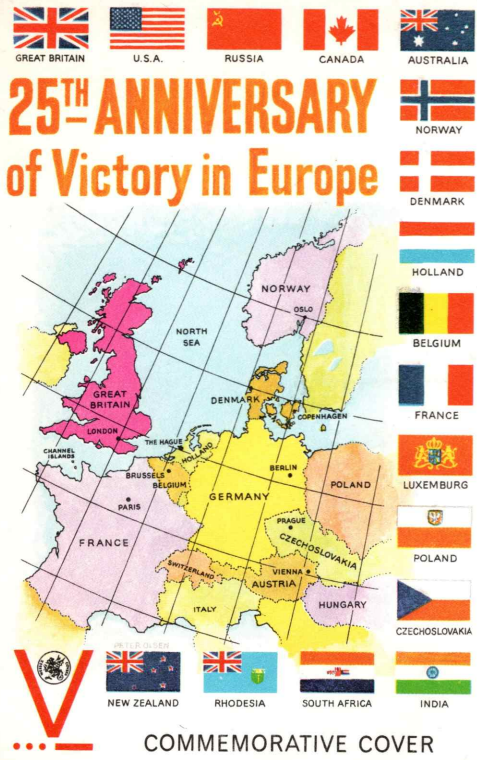 GREAT BRITAIN
U.S.A.
RUSSIA
CANADA
AUSTRALIA
25TH ANNIVERSARY
of Victory in Europe
NORWAY
DENMARK
HOLLAND
BELGIUM
FRANCE
LUXEMBURG
POLAND
CZECHOSLOVAKIA
NORWAY
OSLO
NORTH
SEA
GREAT
BRITAIN
LONDON
DENMARK
COPENHAGEN
CHANNEL
ISLANDS
THE HAGUE
HOLLAND
BRUSSELS
BELGIUM
BERLIN
GERMANY
POLAND
PARIS
PRAGUE
CZECHOSLOVAKIA
FRANCE
SWITZERLAND
VIENNA
AUSTRIA
ITALY
HUNGARY
V
NEW ZEALAND
RHODESIA
SOUTH AFRICA
INDIA
COMMEMORATIVE COVER